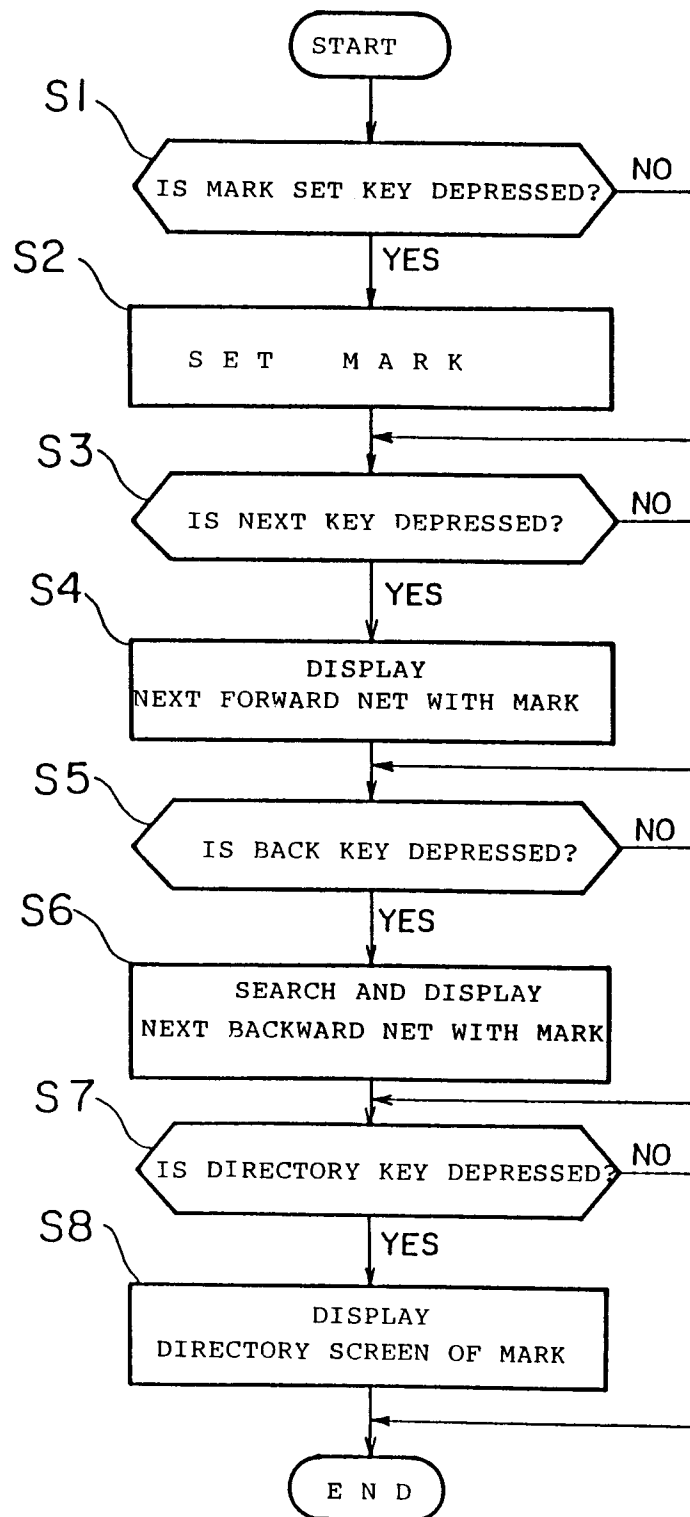 START
S1
IS MARK SET KEY DEPRESSED?
NO
YES
S2
SET MARK
S3
IS NEXT KEY DEPRESSED?
NO
YES
S4
DISPLAY
NEXT FORWARD NET WITH MARK
S5
IS BACK KEY DEPRESSED?
NO
YES
S6
SEARCH AND DISPLAY
NEXT BACKWARD NET WITH MARK
S7
IS DIRECTORY KEY DEPRESSED?
NO
YES
S8
DISPLAY
DIRECTORY SCREEN OF MARK
END